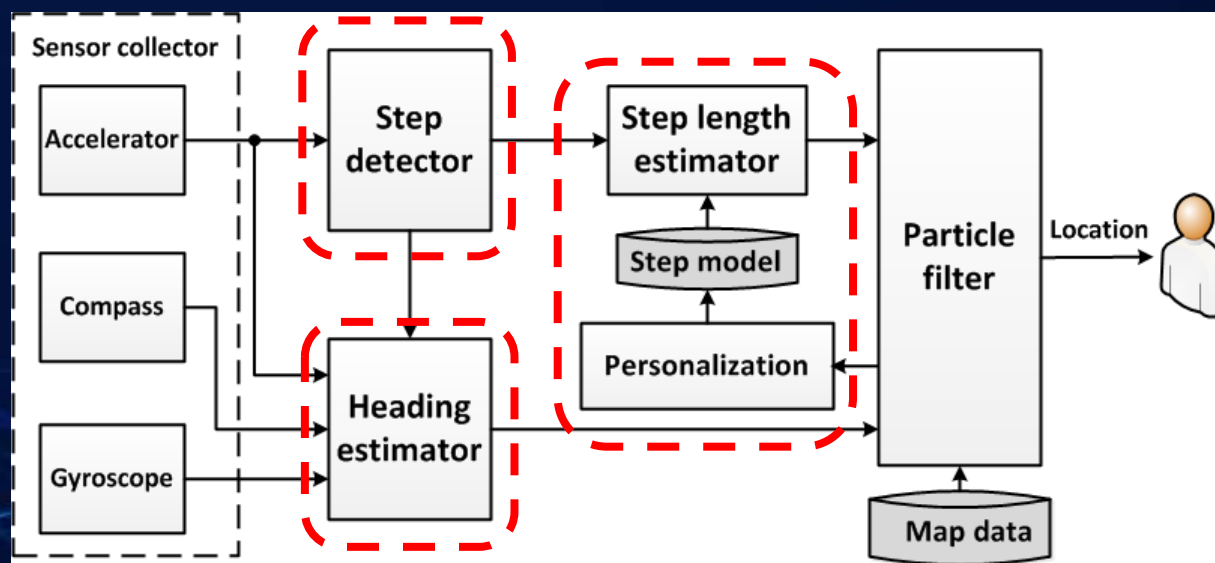 Sensor collector
Accelerator
Compass
Gyroscope
Step
detector
Heading
estimator
Step length
estimator
Step model
Personalization
Particle
filter
Map data
Location